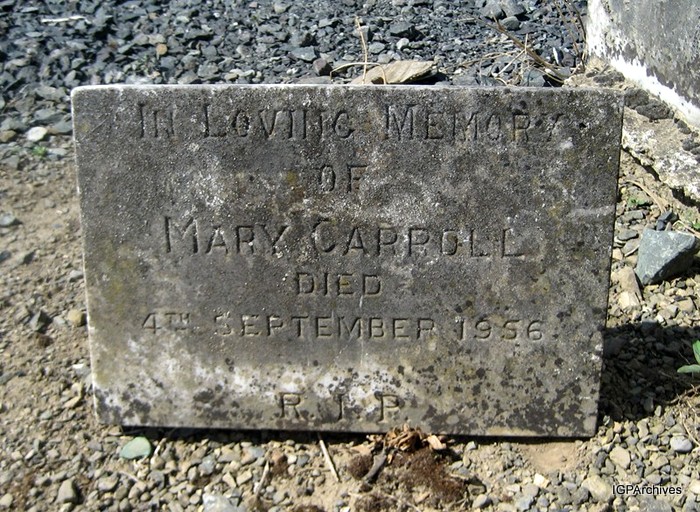 IN LOVING MEMORY
OF
MARY CARROLL
DIED
4TH SEPTEMBER 1956
R I P
IGPArchives